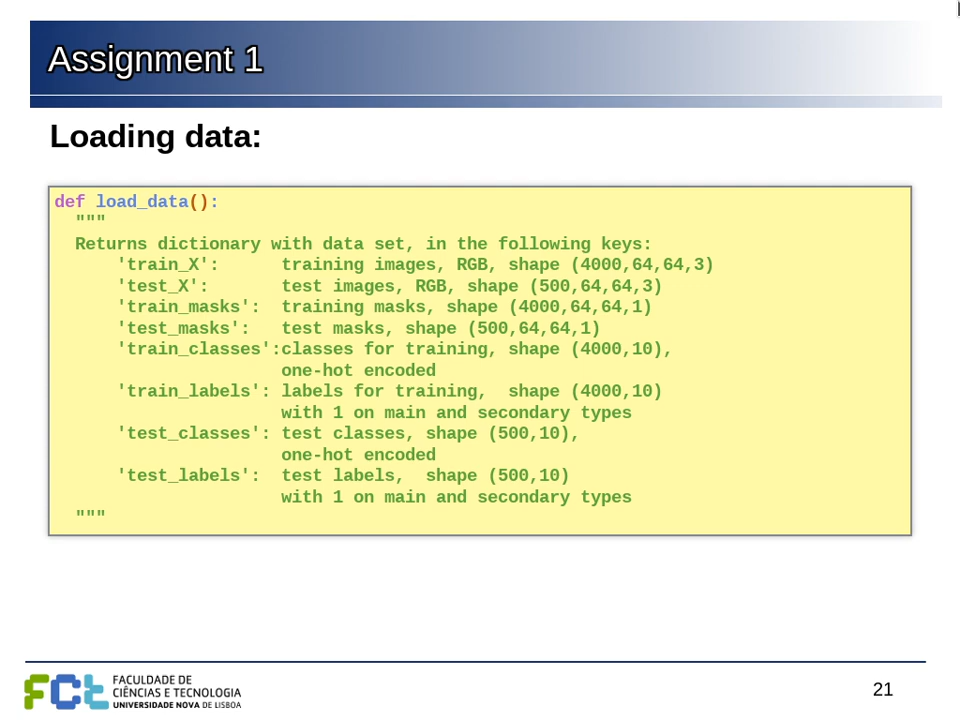 Assignment 1
Loading data:
def load_data():
"""
Returns dictionary with data set, in the following keys:
'train_X':      training images, RGB, shape (4000,64,64,3)
'test_X':       test images, RGB, shape (500,64,64,3)
'train_masks':  training masks, shape (4000,64,64,1)
'test_masks':   test masks, shape (500,64,64,1)
'train_classes':classes for training, shape (4000,10),
one-hot encoded
'train_labels': labels for training,  shape (4000,10)
with 1 on main and secondary types
'test_classes': test classes, shape (500,10),
one-hot encoded
'test_labels':  test labels,  shape (500,10)
with 1 on main and secondary types
"""
FCt
FACULDADE DE
CIÊNCIAS E TECNOLOGIA
UNIVERSIDADE NOVA DE LISBOA
21